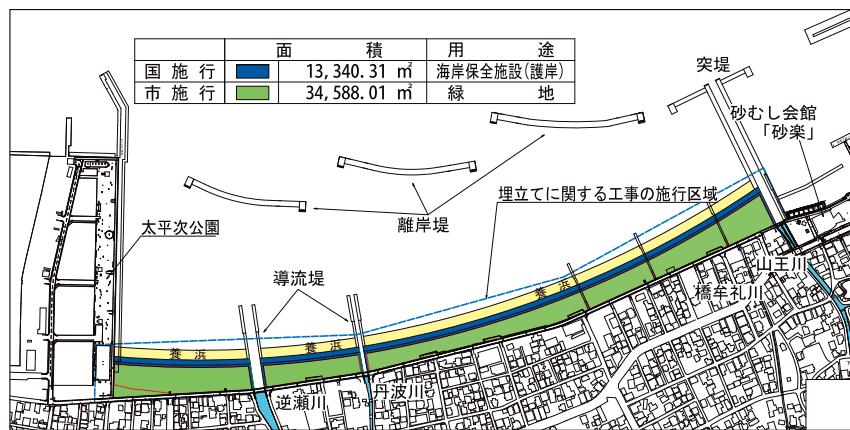 面積 用途
国施行 13,340.31 ㎡ 海岸保全施設(護岸)
市施行 34,588.01 ㎡ 緑地
突堤
砂むし会館
「砂楽」
離岸堤
埋立てに関する工事の施行区域
太平次公園
導流堤
養浜
養浜
養浜
山王川
橋牟礼川
丹波川
逆瀬川